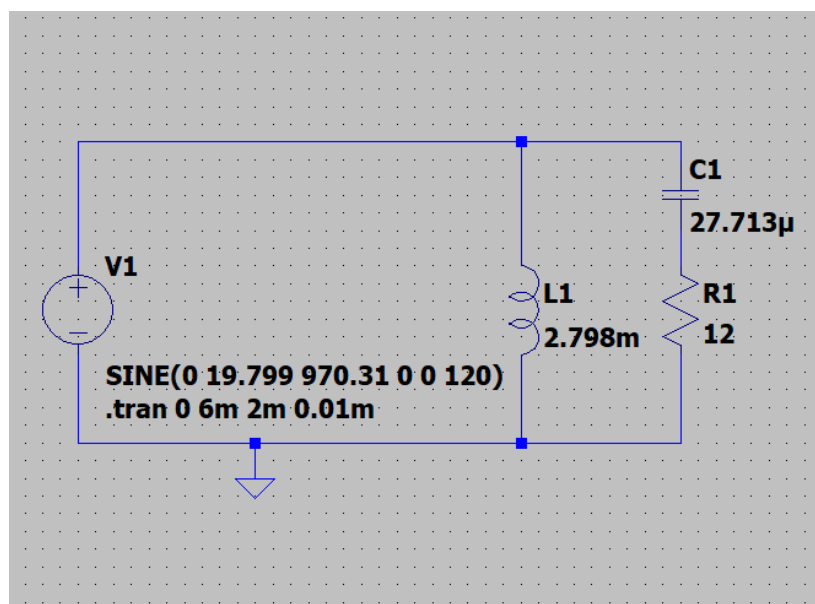 C1
27.713µ
V1
L1
R1
2.798m
12
SINE(0 19.799 970.31 0 0 120)
.tran 0 6m 2m 0.01m